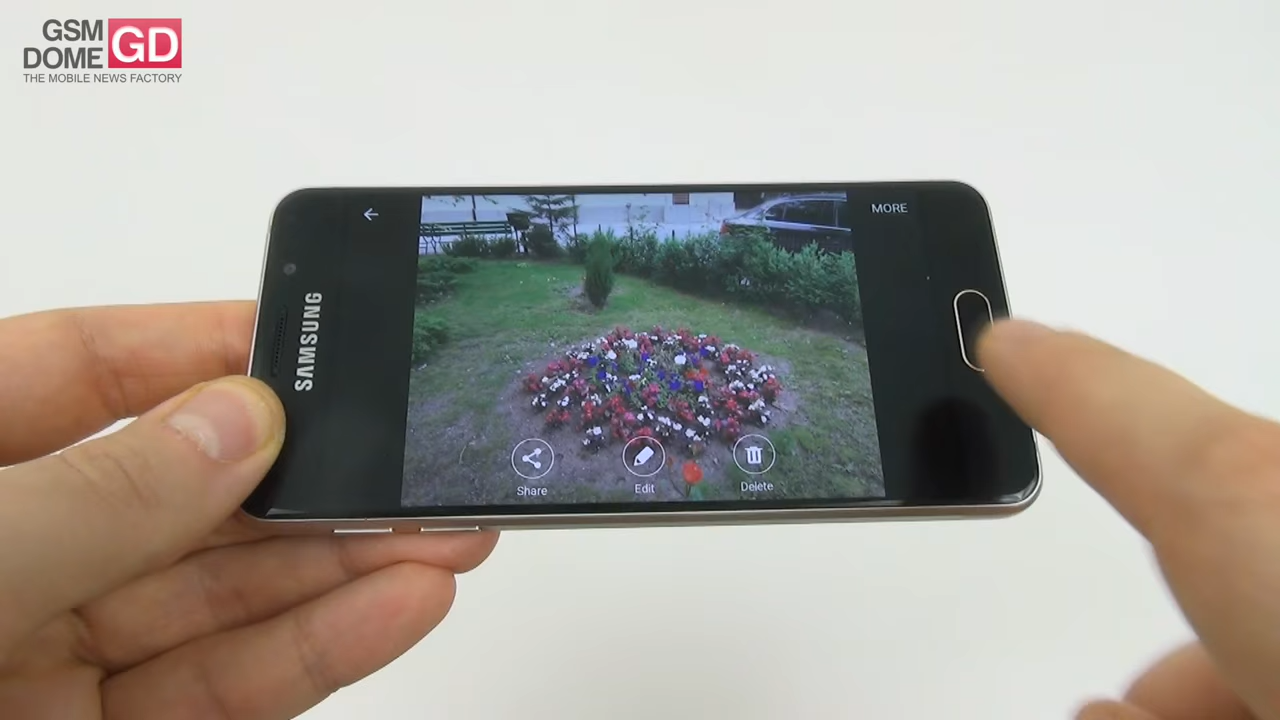 GSM
DOME GD
THE MOBILE NEWS FACTORY
MORE
SAMSUNG
Share
Edit
Delete